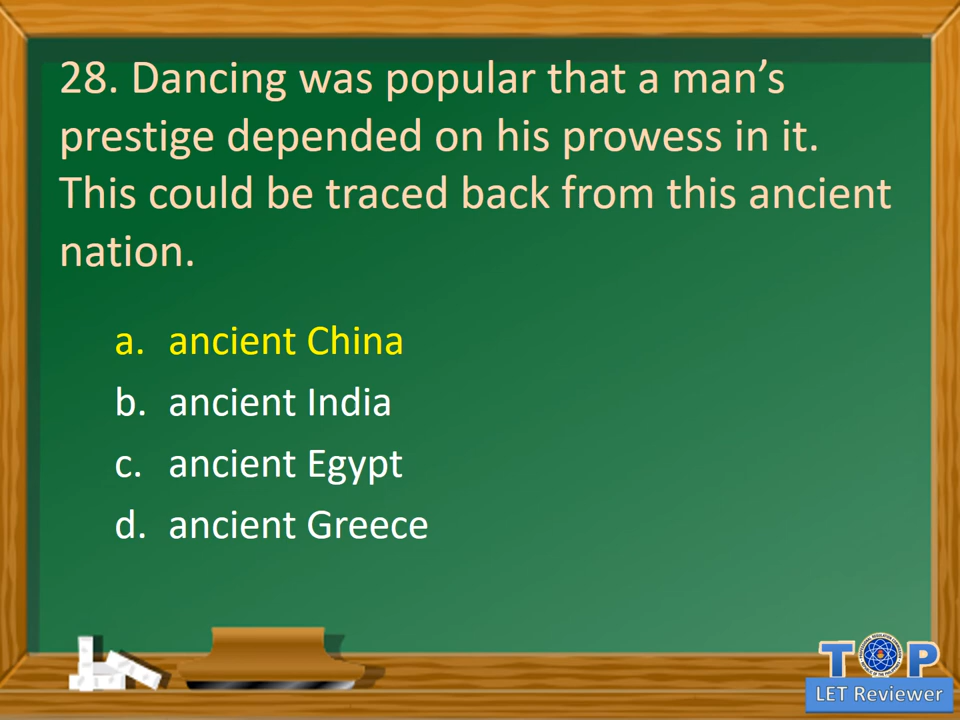 28. Dancing was popular that a man’s
prestige depended on his prowess in it.
This could be traced back from this ancient
nation.
a. ancient China
b. ancient India
c. ancient Egypt
d. ancient Greece
TOP
LET Reviewer